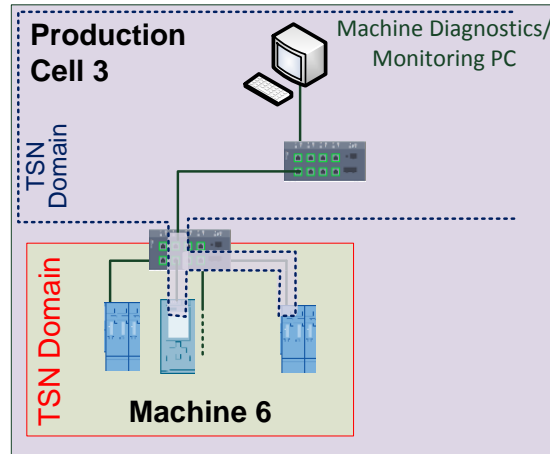 Production
Cell 3
Machine Diagnostics/
Monitoring PC
TSN
Domain
TSN Domain
Machine 6